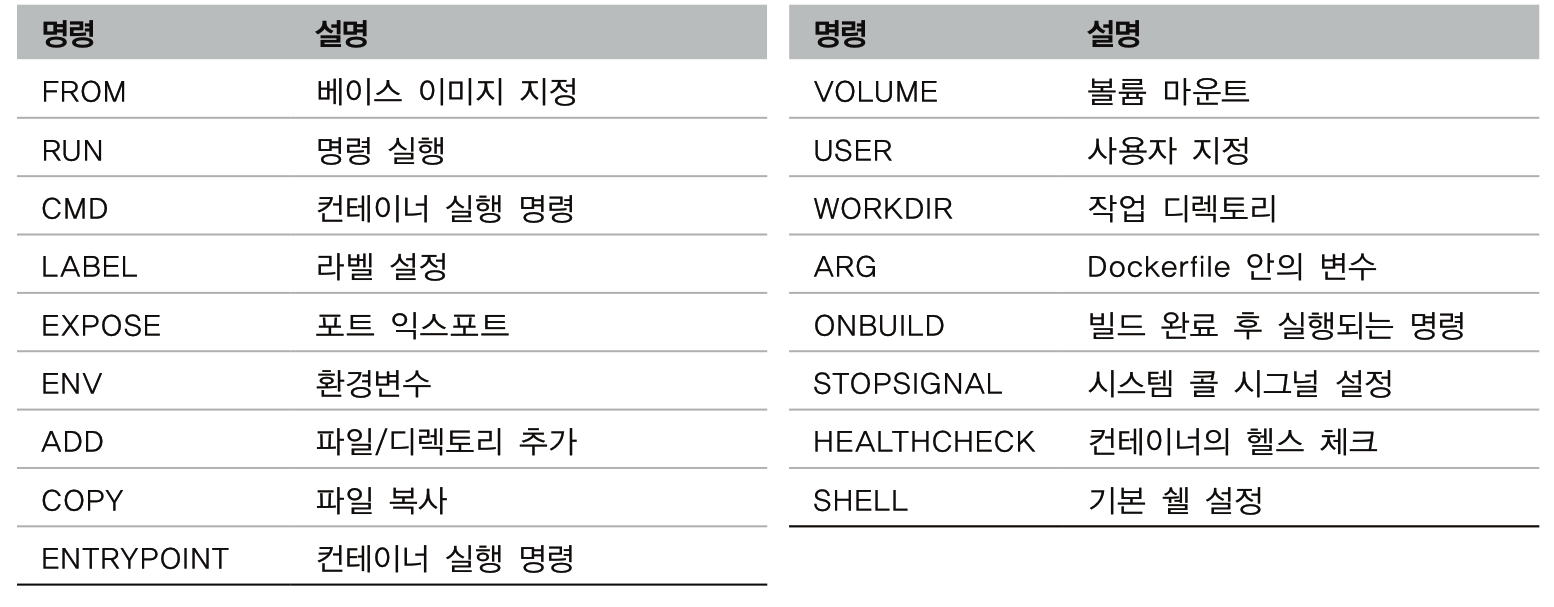 명령 설명
FROM 베이스 이미지 지정
RUN 명령 실행
CMD 컨테이너 실행 명령
LABEL 라벨 설정
EXPOSE 포트 익스포트
ENV 환경변수
ADD 파일/디렉토리 추가
COPY 파일 복사
ENTRYPOINT 컨테이너 실행 명령
명령 설명
VOLUME 볼륨 마운트
USER 사용자 지정
WORKDIR 작업 디렉토리
ARG Dockerfile 안의 변수
ONBUILD 빌드 완료 후 실행되는 명령
STOPSIGNAL 시스템 콜 시그널 설정
HEALTHCHECK 컨테이너의 헬스 체크
SHELL 기본 쉘 설정